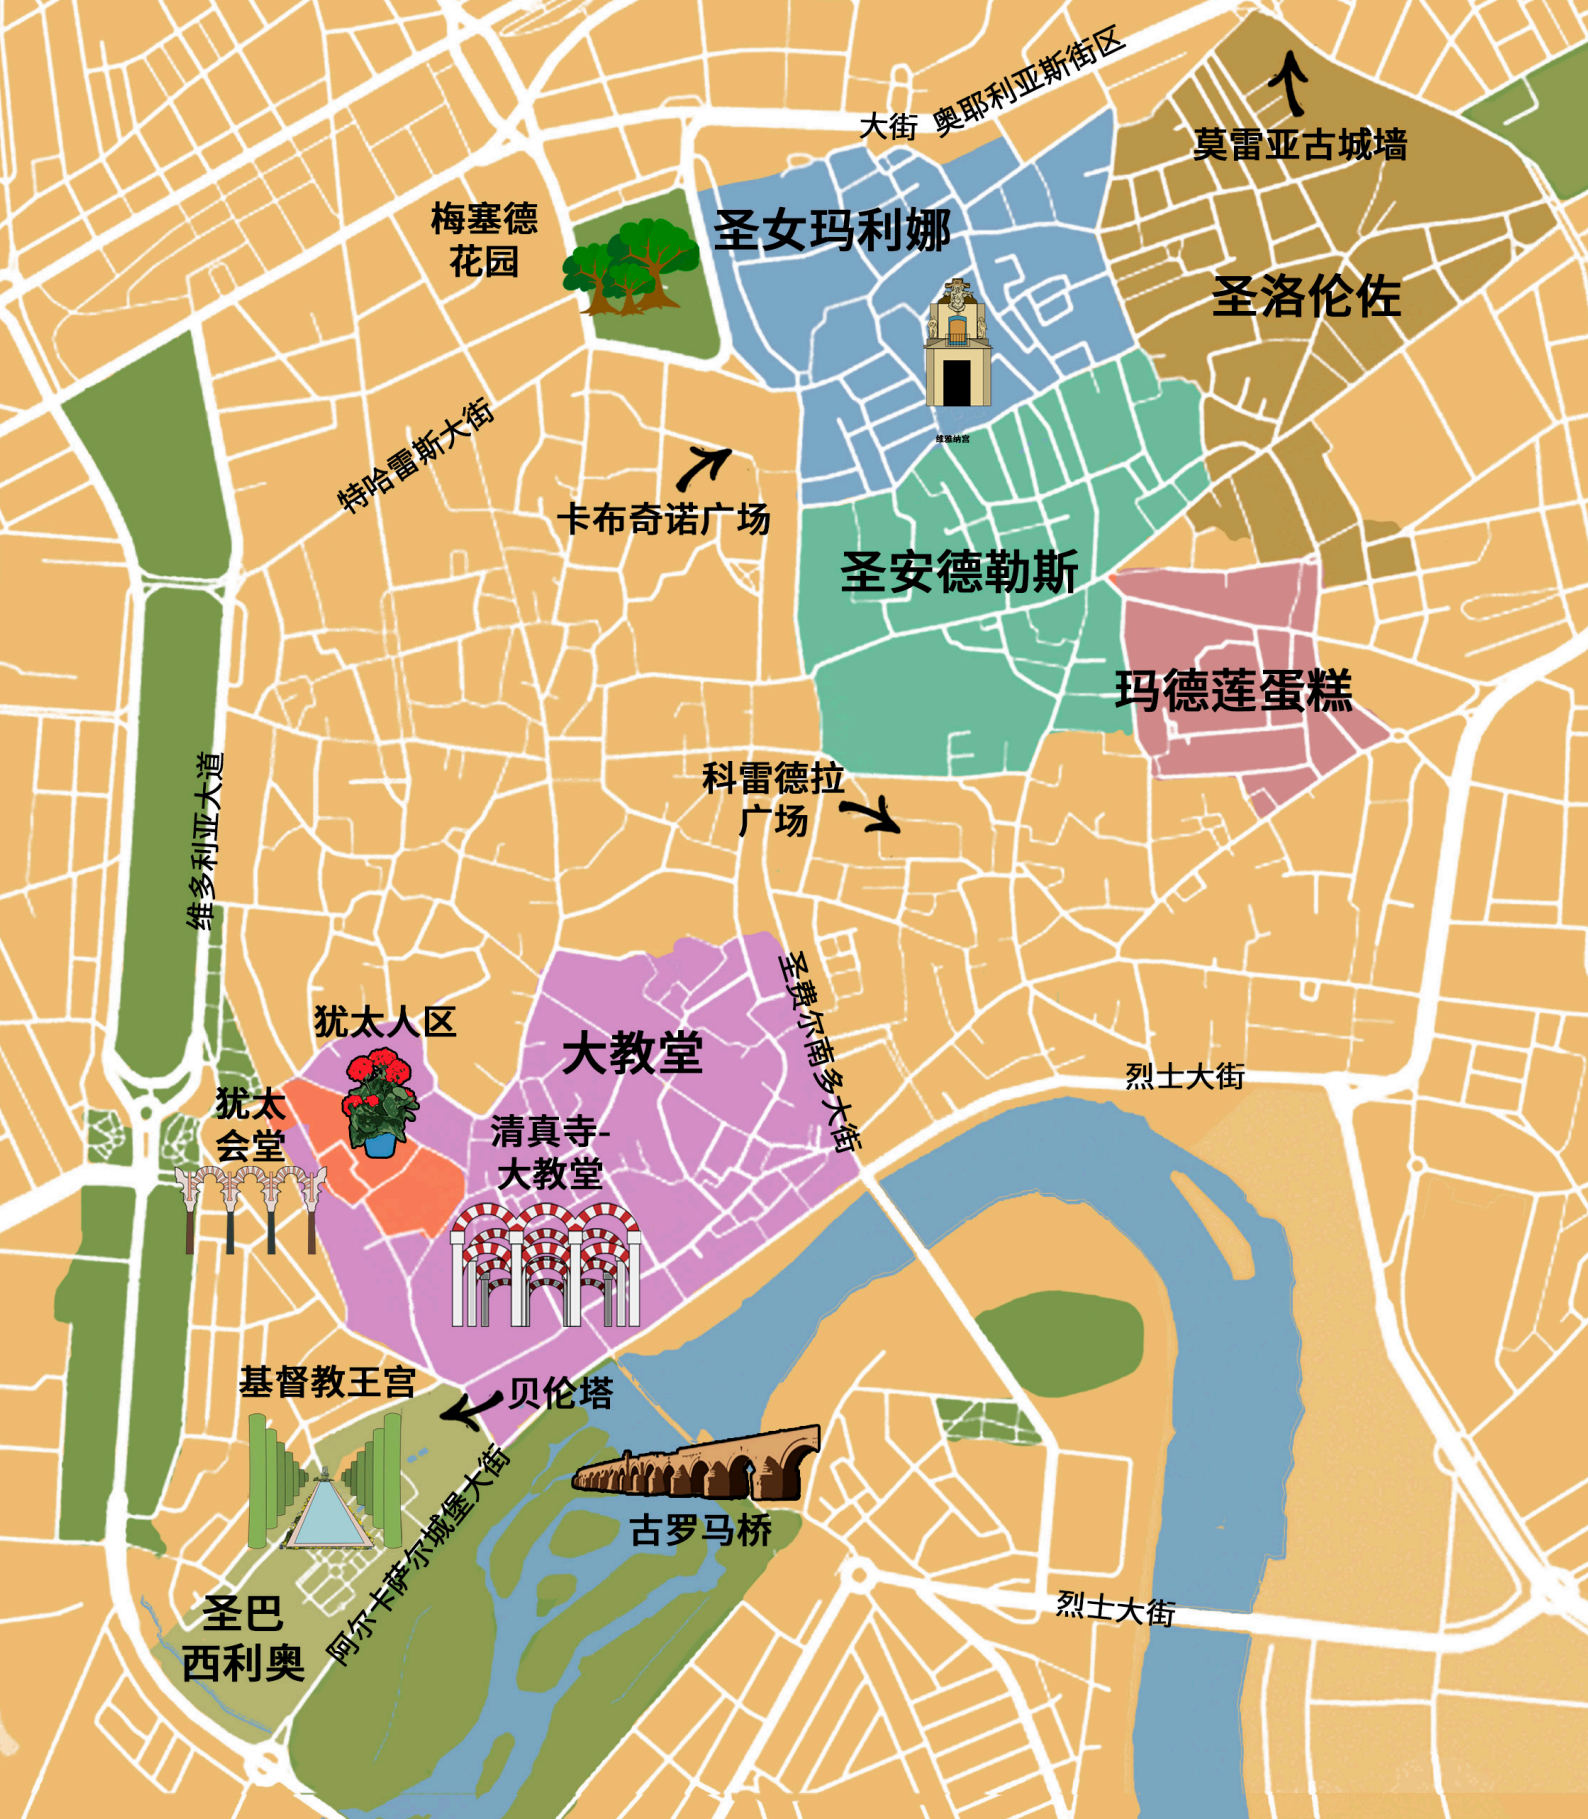 大街 奥耶利亚斯街区
莫雷亚古城墙
梅塞德
花园
圣女玛利娜
圣洛伦佐
特哈雷斯大街
维雅纳宫
卡布奇诺广场
圣安德勒斯
玛德莲蛋糕
维多利亚大道
科雷德拉
广场
圣费尔南多大街
犹太人区
大教堂
烈士大街
犹太
会堂
清真寺-
大教堂
基督教王宫
贝伦塔
阿尔卡萨尔城堡大街
古罗马桥
圣巴
西利奥
烈士大街